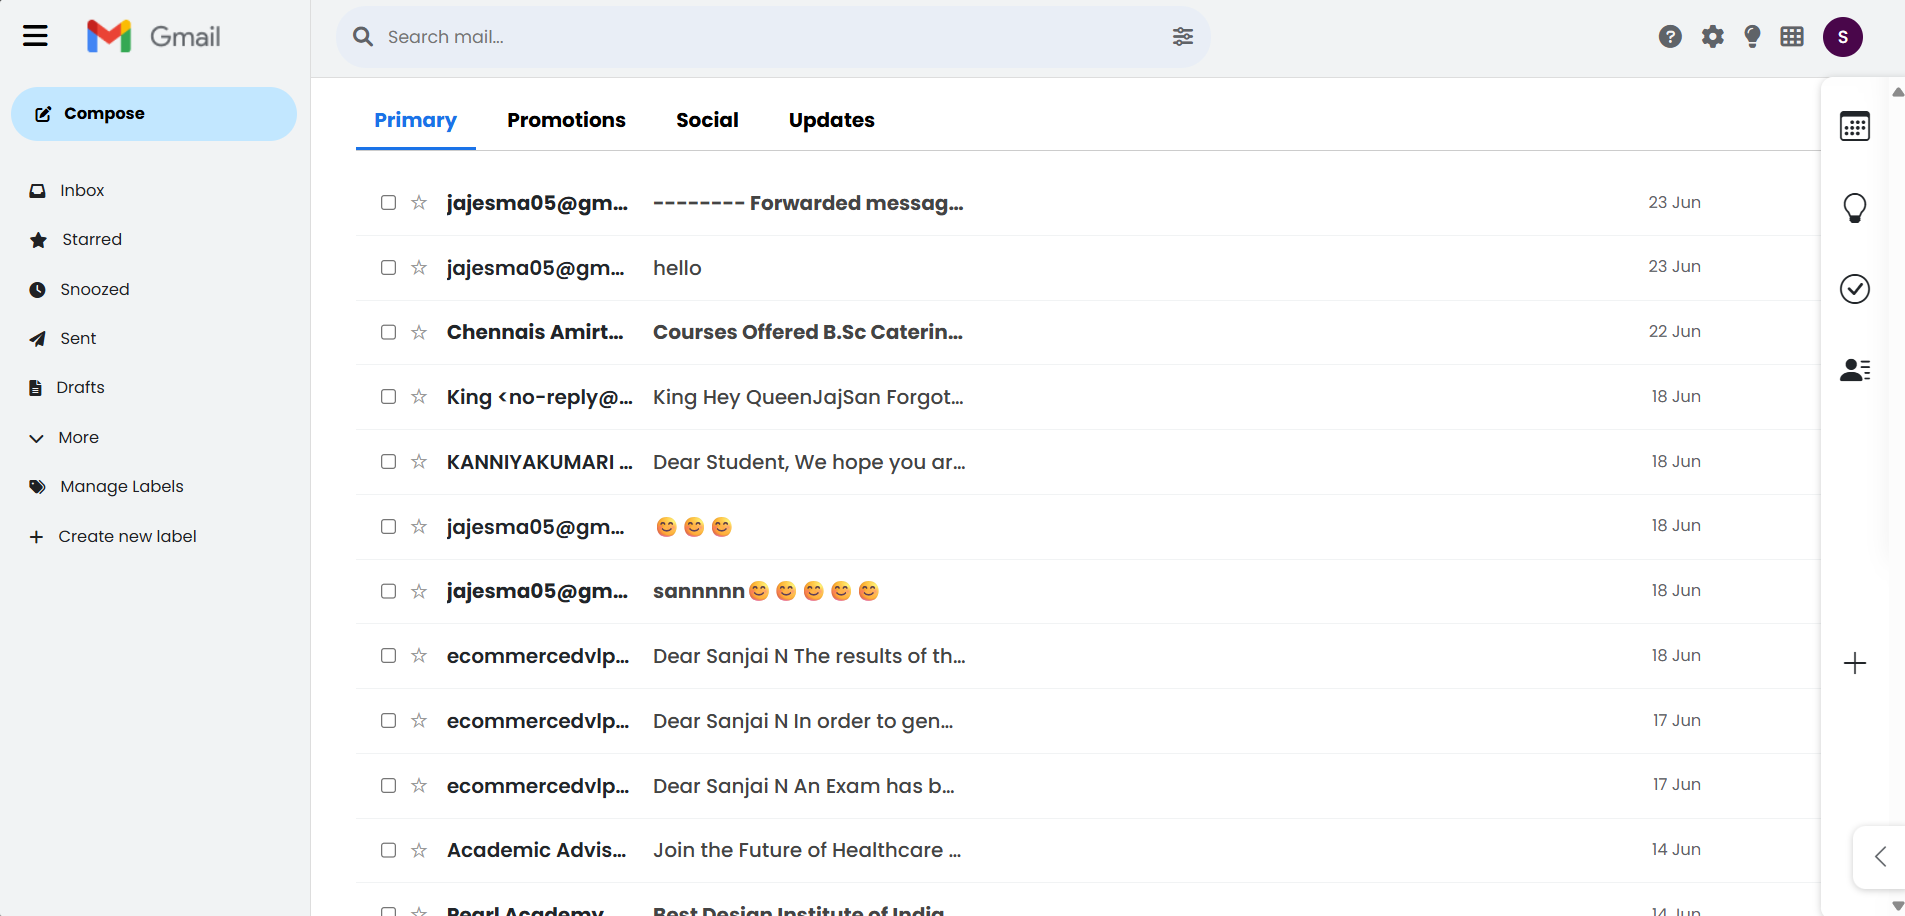 Gmail
Search mail...
S
Compose
Primary Promotions Social Updates
Inbox
Starred
Snoozed
Sent
Drafts
More
Manage Labels
Create new label
jajesma05@gm... -------- Forwarded messag... 23 Jun
jajesma05@gm... hello 23 Jun
Chennais Amirt... Courses Offered B.Sc Caterin... 22 Jun
King <no-reply@... King Hey QueenJajSan Forgot... 18 Jun
KANNIYAKUMARI ... Dear Student, We hope you ar... 18 Jun
jajesma05@gm... 😊😊😊 18 Jun
jajesma05@gm... sannnnn😊😊😊😊😊 18 Jun
ecommercedvlp... Dear Sanjai N The results of th... 18 Jun
ecommercedvlp... Dear Sanjai N In order to gen... 17 Jun
ecommercedvlp... Dear Sanjai N An Exam has b... 17 Jun
Academic Advis... Join the Future of Healthcare ... 14 Jun
Pearl Academy Best Design Institute of India 14 Jun